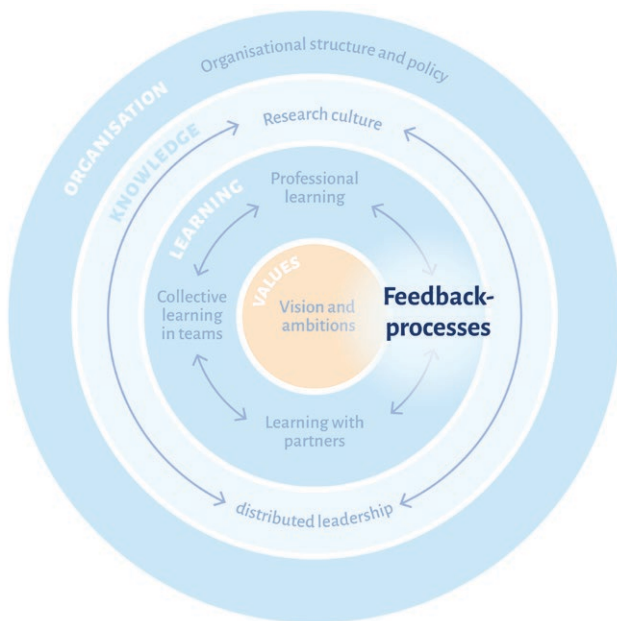 Organisational structure and policy
ORGANISATION
KNOWLEDGE
Research culture
LEARNING
Professional
learning
VALUES
Vision and
ambitions
Collective
learning
in teams
Feedback-
processes
Learning with
partners
distributed leadership